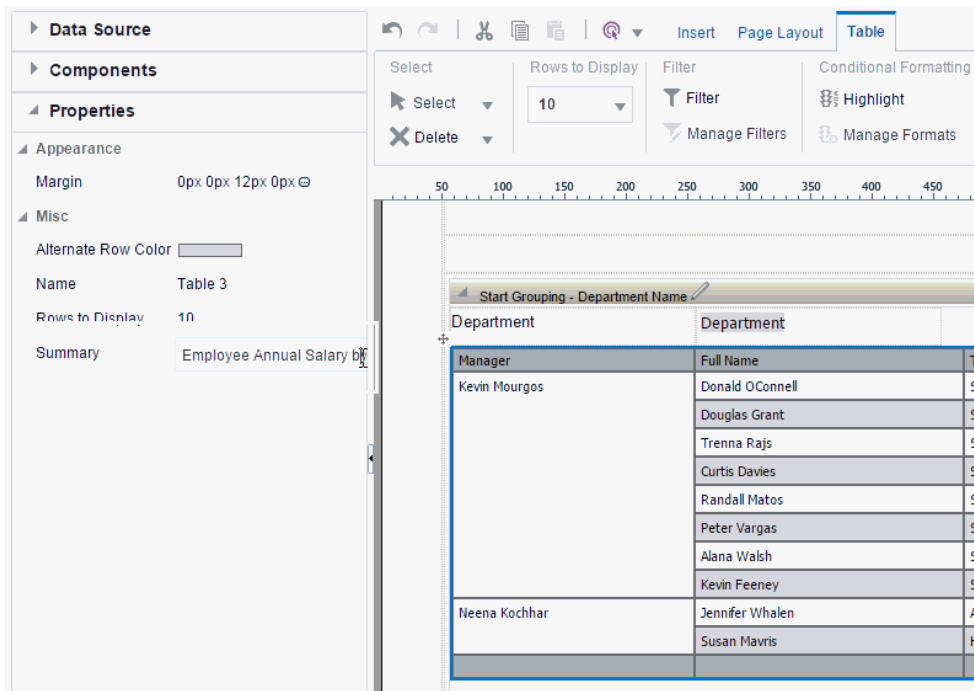 Data Source
Components
Properties
Appearance
Margin 0px 0px 12px 0px
Misc
Alternate Row Color
Name Table 3
Rows to Display 10
Summary Employee Annual Salary by
Insert Page Layout Table
Select Rows to Display Filter Conditional Formatting
Select 10 Filter Highlight
Delete Manage Filters Manage Formats
50 100 150 200 250 300 350 400 450
Start Grouping - Department Name
Department Department
Manager Full Name T
Kevin Mourgos Donald OConnell S
Douglas Grant S
Trenna Rajs S
Curtis Davies S
Randall Matos S
Peter Vargas S
Alana Walsh S
Kevin Feeney S
Neena Kochhar Jennifer Whalen A
Susan Mavris H